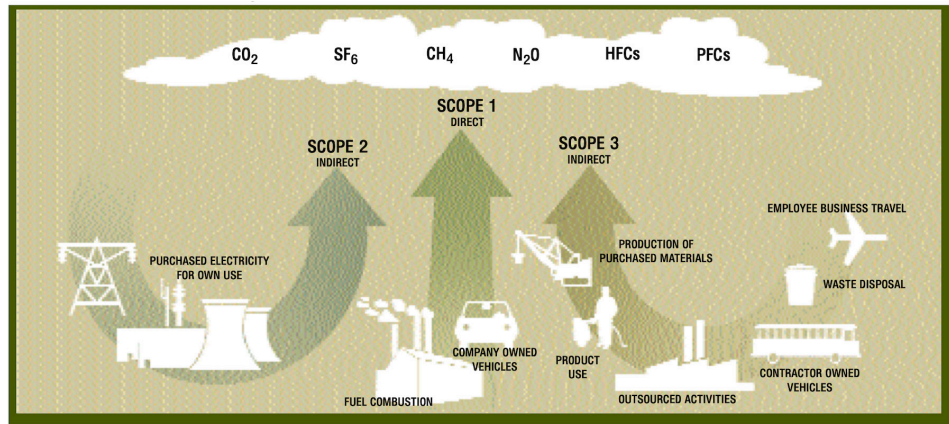 CO₂ SF₆ CH₄ N₂O HFCs PFCs
SCOPE 1
DIRECT
SCOPE 2
INDIRECT
SCOPE 3
INDIRECT
EMPLOYEE BUSINESS TRAVEL
PURCHASED ELECTRICITY
FOR OWN USE
PRODUCTION OF
PURCHASED MATERIALS
WASTE DISPOSAL
COMPANY OWNED
VEHICLES
PRODUCT
USE
CONTRACTOR OWNED
VEHICLES
FUEL COMBUSTION
OUTSOURCED ACTIVITIES